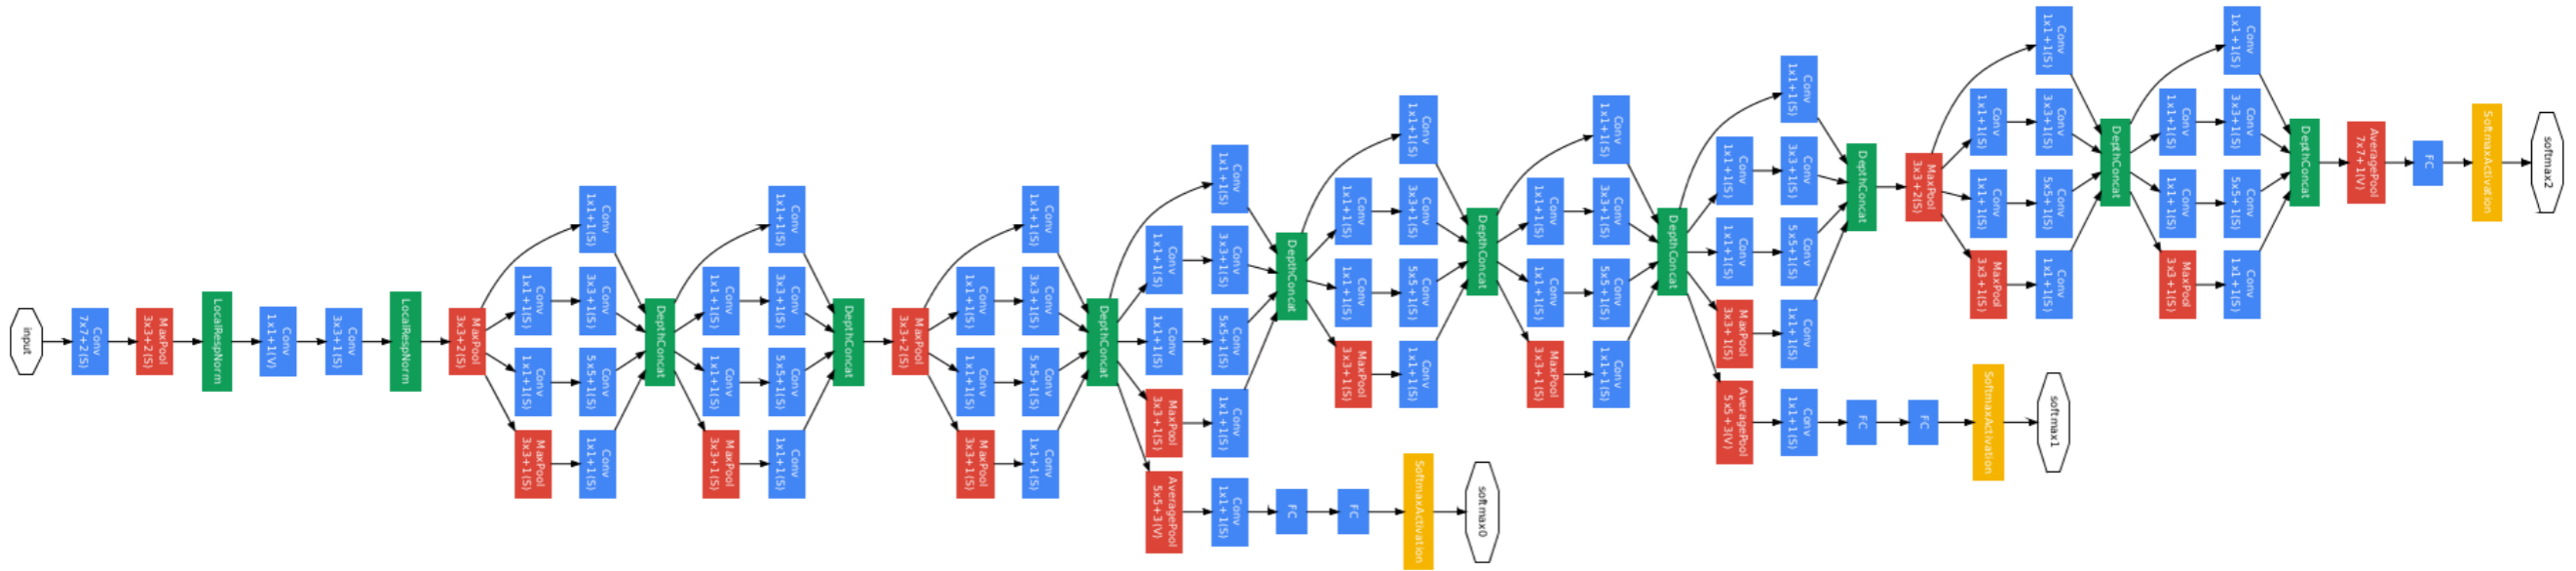 input
Conv
7x7+2(S)
MaxPool
3x3+2(S)
LocalRespNorm
Conv
1x1+1(V)
Conv
3x3+1(S)
LocalRespNorm
MaxPool
3x3+2(S)
Conv
1x1+1(S)
Conv
1x1+1(S)
MaxPool
3x3+1(S)
Conv
1x1+1(S)
Conv
3x3+1(S)
Conv
5x5+1(S)
Conv
1x1+1(S)
DepthConcat
Conv
1x1+1(S)
Conv
1x1+1(S)
MaxPool
3x3+1(S)
Conv
1x1+1(S)
Conv
3x3+1(S)
Conv
5x5+1(S)
Conv
1x1+1(S)
DepthConcat
MaxPool
3x3+2(S)
Conv
1x1+1(S)
Conv
1x1+1(S)
MaxPool
3x3+1(S)
Conv
1x1+1(S)
Conv
3x3+1(S)
Conv
5x5+1(S)
Conv
1x1+1(S)
DepthConcat
Conv
1x1+1(S)
Conv
1x1+1(S)
MaxPool
3x3+1(S)
AveragePool
5x5+3(V)
Conv
1x1+1(S)
Conv
3x3+1(S)
Conv
5x5+1(S)
Conv
1x1+1(S)
Conv
1x1+1(S)
DepthConcat
FC
FC
SoftmaxActivation
softmax0
Conv
1x1+1(S)
Conv
1x1+1(S)
MaxPool
3x3+1(S)
Conv
1x1+1(S)
Conv
3x3+1(S)
Conv
5x5+1(S)
Conv
1x1+1(S)
DepthConcat
Conv
1x1+1(S)
Conv
1x1+1(S)
MaxPool
3x3+1(S)
Conv
1x1+1(S)
Conv
3x3+1(S)
Conv
5x5+1(S)
Conv
1x1+1(S)
DepthConcat
Conv
1x1+1(S)
Conv
1x1+1(S)
MaxPool
3x3+1(S)
AveragePool
5x5+3(V)
Conv
1x1+1(S)
Conv
3x3+1(S)
Conv
5x5+1(S)
Conv
1x1+1(S)
Conv
1x1+1(S)
DepthConcat
FC
FC
SoftmaxActivation
softmax1
MaxPool
3x3+2(S)
Conv
1x1+1(S)
Conv
1x1+1(S)
MaxPool
3x3+1(S)
Conv
1x1+1(S)
Conv
3x3+1(S)
Conv
5x5+1(S)
Conv
1x1+1(S)
DepthConcat
Conv
1x1+1(S)
Conv
1x1+1(S)
MaxPool
3x3+1(S)
Conv
1x1+1(S)
Conv
3x3+1(S)
Conv
5x5+1(S)
Conv
1x1+1(S)
DepthConcat
AveragePool
7x7+1(V)
FC
SoftmaxActivation
softmax2